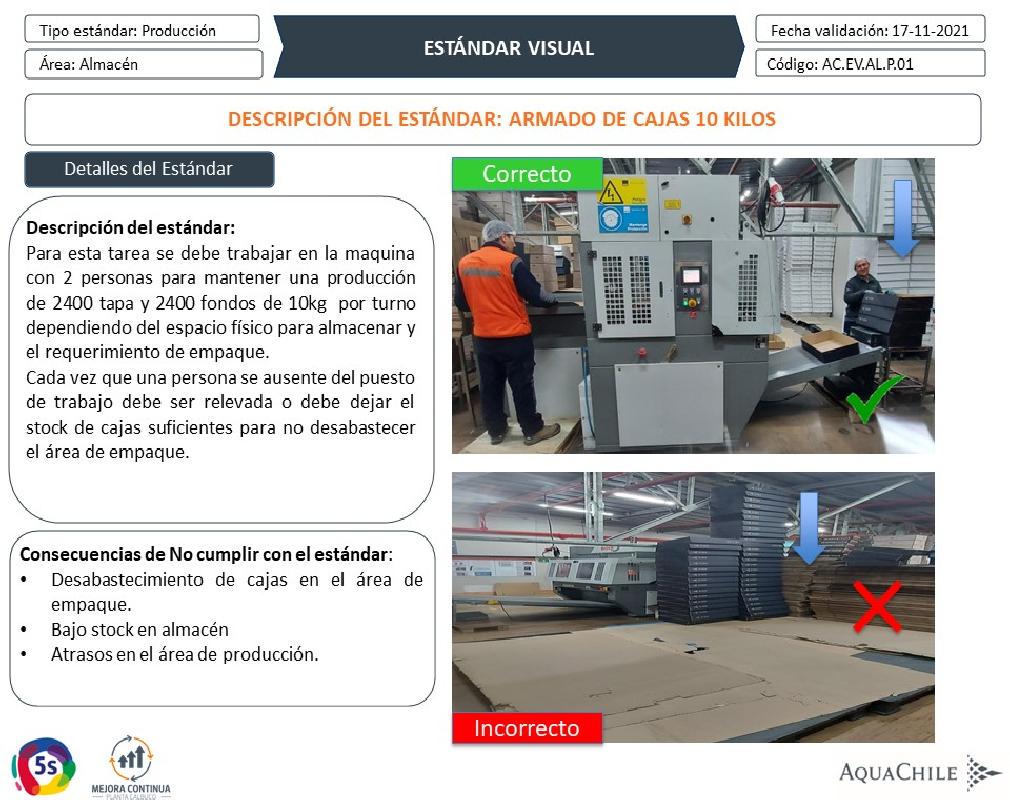 Tipo estándar: Producción
Área: Almacén
ESTÁNDAR VISUAL
Fecha validación: 17-11-2021
Código: AC.EV.AL.P.01
DESCRIPCIÓN DEL ESTÁNDAR: ARMADO DE CAJAS 10 KILOS
Detalles del Estándar
Descripción del estándar:
Para esta tarea se debe trabajar en la maquina
con 2 personas para mantener una producción
de 2400 tapa y 2400 fondos de 10kg por turno
dependiendo del espacio físico para almacenar y
el requerimiento de empaque.
Cada vez que una persona se ausente del puesto
de trabajo debe ser relevada o debe dejar el
stock de cajas suficientes para no desabastecer
el área de empaque.
Consecuencias de No cumplir con el estándar:
• Desabastecimiento de cajas en el área de
empaque.
• Bajo stock en almacén
• Atrasos en el área de producción.
Correcto
Incorrecto
5s
MEJORA CONTINUA
PLANTA CALBUCO
AQUACHILE